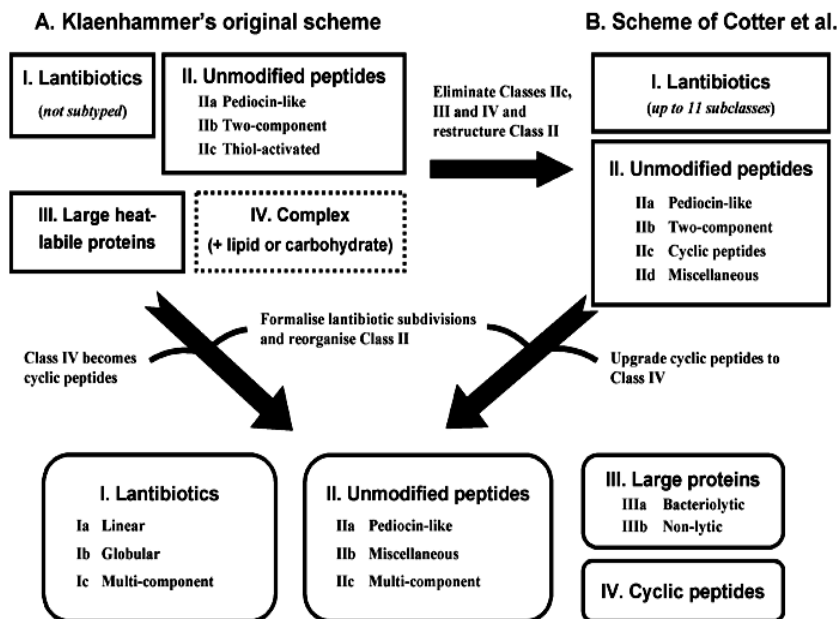 A. Klaenhammer's original scheme
B. Scheme of Cotter et al.
I. Lantibiotics
(not subtyped)
II. Unmodified peptides
IIa Pediocin-like
IIb Two-component
IIc Thiol-activated
Eliminate Classes IIc,
III and IV and
restructure Class II
I. Lantibiotics
(up to 11 subclasses)
III. Large heat-
labile proteins
IV. Complex
(+ lipid or carbohydrate)
II. Unmodified peptides
IIa Pediocin-like
IIb Two-component
IIc Cyclic peptides
IId Miscellaneous
Class IV becomes
cyclic peptides
Formalise lantibiotic subdivisions
and reorganise Class II
Upgrade cyclic peptides to
Class IV
I. Lantibiotics
Ia Linear
Ib Globular
Ic Multi-component
II. Unmodified peptides
IIa Pediocin-like
IIb Miscellaneous
IIc Multi-component
III. Large proteins
IIIa Bacteriolytic
IIIb Non-lytic
IV. Cyclic peptides